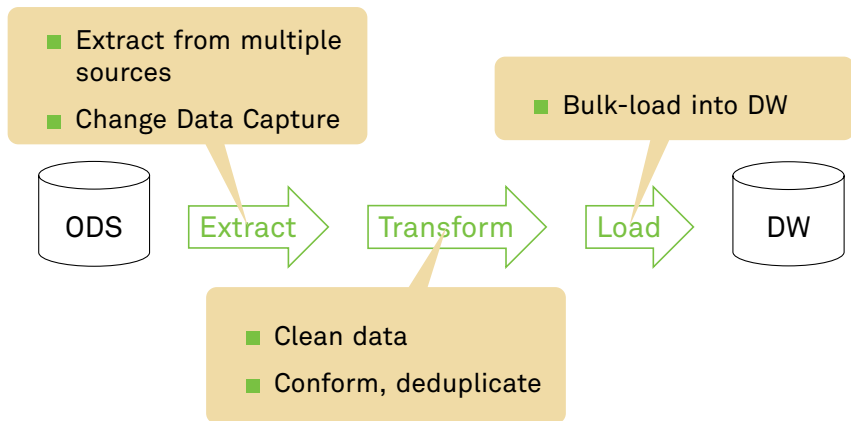 Extract from multiple
sources
Change Data Capture
Bulk-load into DW
ODS
Extract
Transform
Load
DW
Clean data
Conform, deduplicate